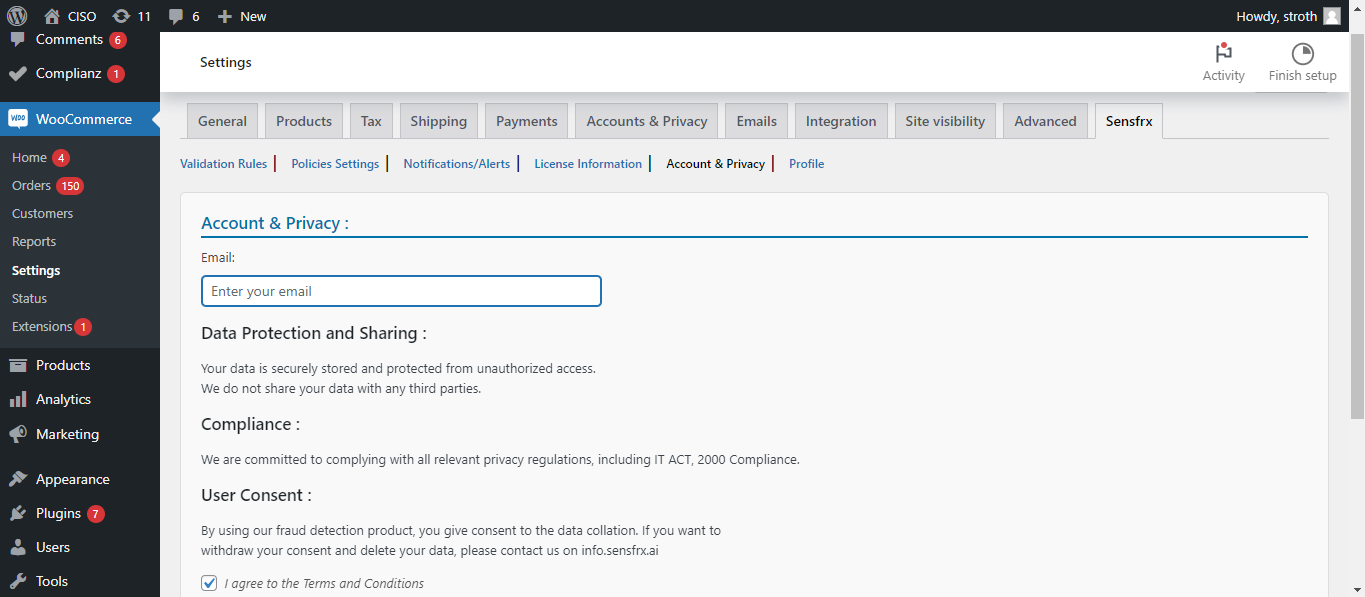 CISO 11 6 New Howdy, stroth
Comments 6
Complianz 1
WooCommerce
Home 4
Orders 150
Customers
Reports
Settings
Status
Extensions 1
Products
Analytics
Marketing
Appearance
Plugins 7
Users
Tools
Settings
Activity Finish setup
General Products Tax Shipping Payments Accounts & Privacy Emails Integration Site visibility Advanced Sensfrx
Validation Rules | Policies Settings | Notifications/Alerts | License Information | Account & Privacy | Profile
Account & Privacy :
Email:
Enter your email
Data Protection and Sharing :
Your data is securely stored and protected from unauthorized access.
We do not share your data with any third parties.
Compliance :
We are committed to complying with all relevant privacy regulations, including IT ACT, 2000 Compliance.
User Consent :
By using our fraud detection product, you give consent to the data collation. If you want to
withdraw your consent and delete your data, please contact us on info.sensfrx.ai
I agree to the Terms and Conditions